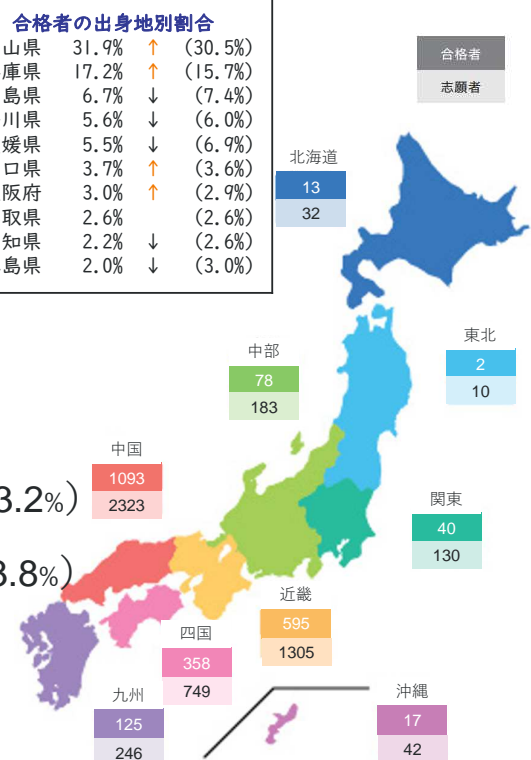 合格者の出身地別割合
山県 31.9% ↑ (30.5%)
庫県 17.2% ↑ (15.7%)
島県 6.7% ↓ (7.4%)
川県 5.6% ↓ (6.0%)
媛県 5.5% ↓ (6.9%)
口県 3.7% ↑ (3.6%)
阪府 3.0% ↑ (2.9%)
取県 2.6% (2.6%)
知県 2.2% ↓ (2.6%)
島県 2.0% ↓ (3.0%)
合格者
志願者
北海道
13
32
東北
2
10
中部
78
183
中国
1093
2323
3.2%)
3.8%)
関東
40
130
近畿
595
1305
四国
358
749
九州
125
246
沖縄
17
42